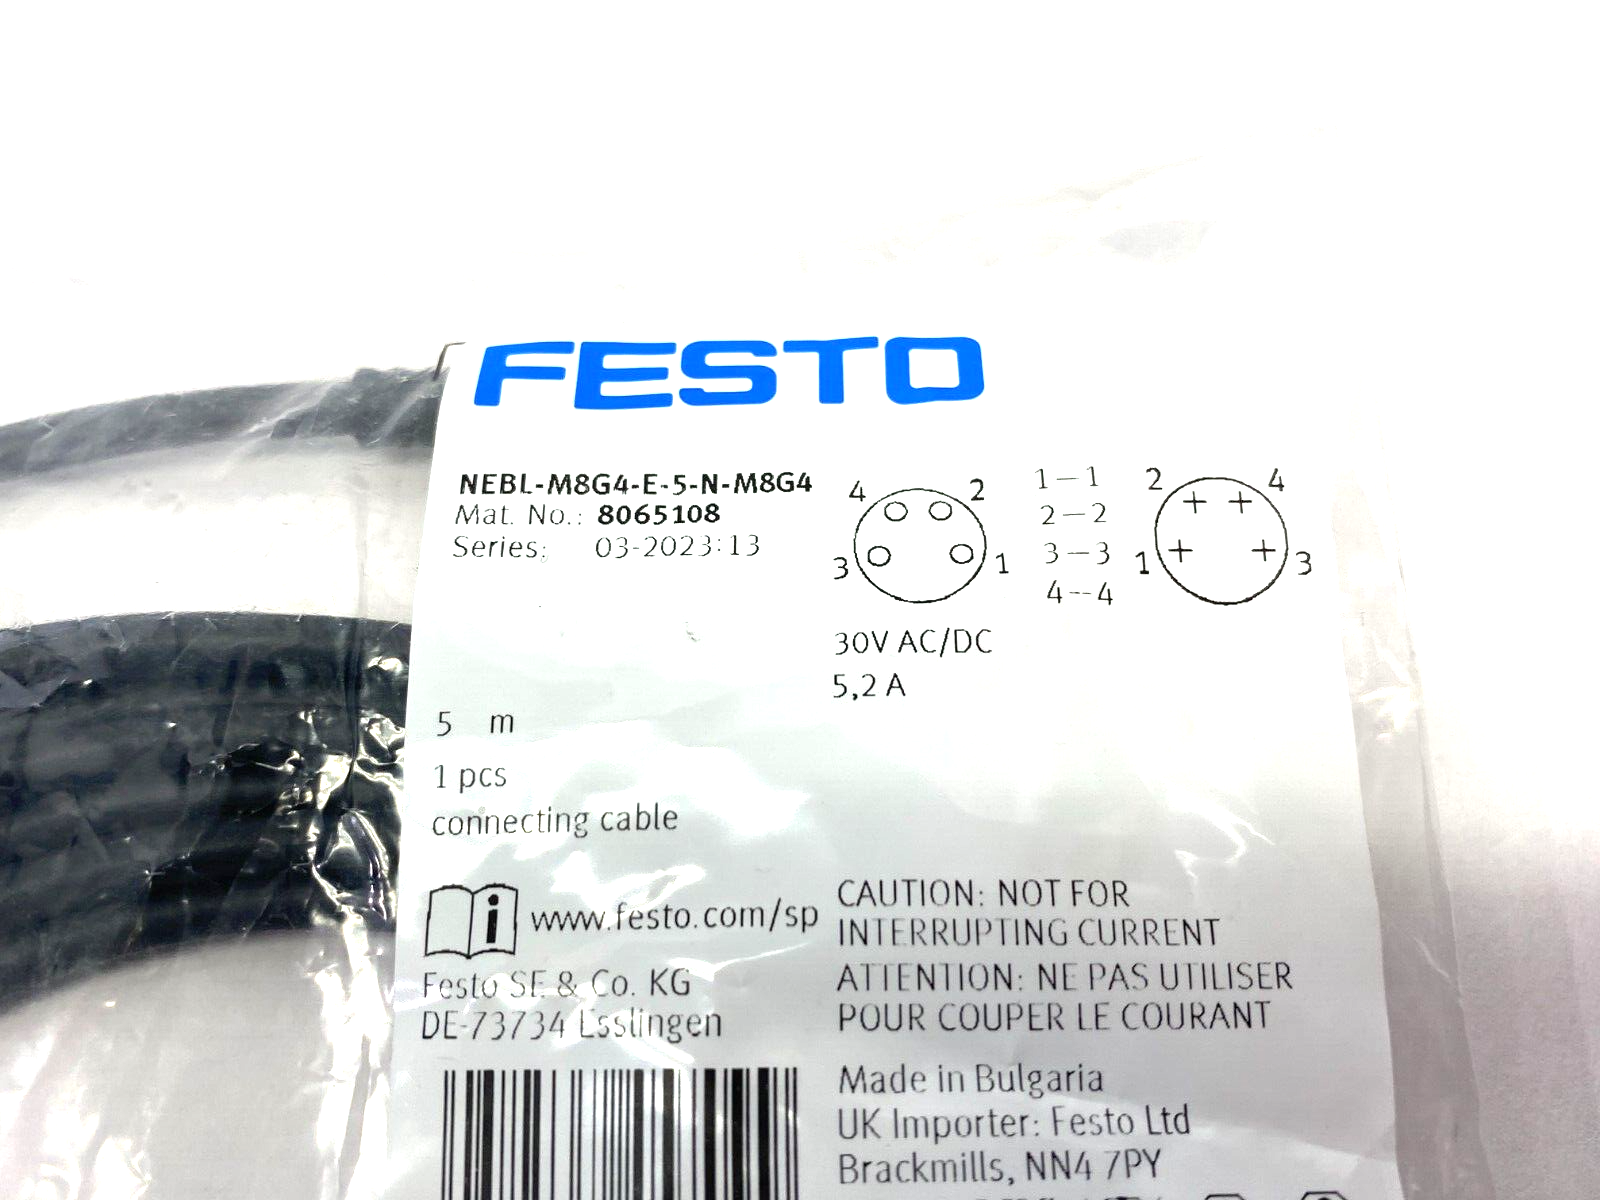 FESTO
NEBL-M8G4-E-5-N-M8G4
Mat. No.: 8065108
Series: 03-2023:13
4 2
3 1
1 - 1
2 - 2
3 - 3
4 - 4
2 4
1 3
30V AC/DC
5,2 A
5 m
1 pcs
connecting cable
www.festo.com/sp
Festo SE & Co. KG
DE-73734 Esslingen
CAUTION: NOT FOR
INTERRUPTING CURRENT
ATTENTION: NE PAS UTILISER
POUR COUPER LE COURANT
Made in Bulgaria
UK Importer: Festo Ltd
Brackmills, NN4 7PY